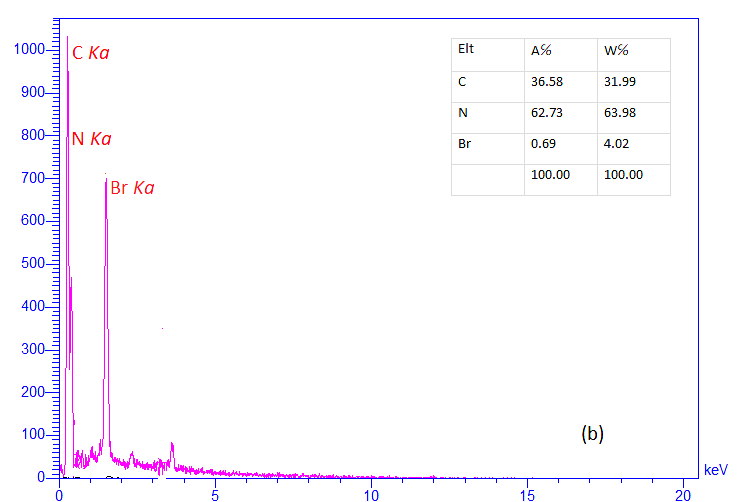 1000
900
800
700
600
500
400
300
200
100
0
C Ka
N Ka
Br Ka
Elt A% W%
C 36.58 31.99
N 62.73 63.98
Br 0.69 4.02
100.00 100.00
(b)
keV
0 5 10 15 20